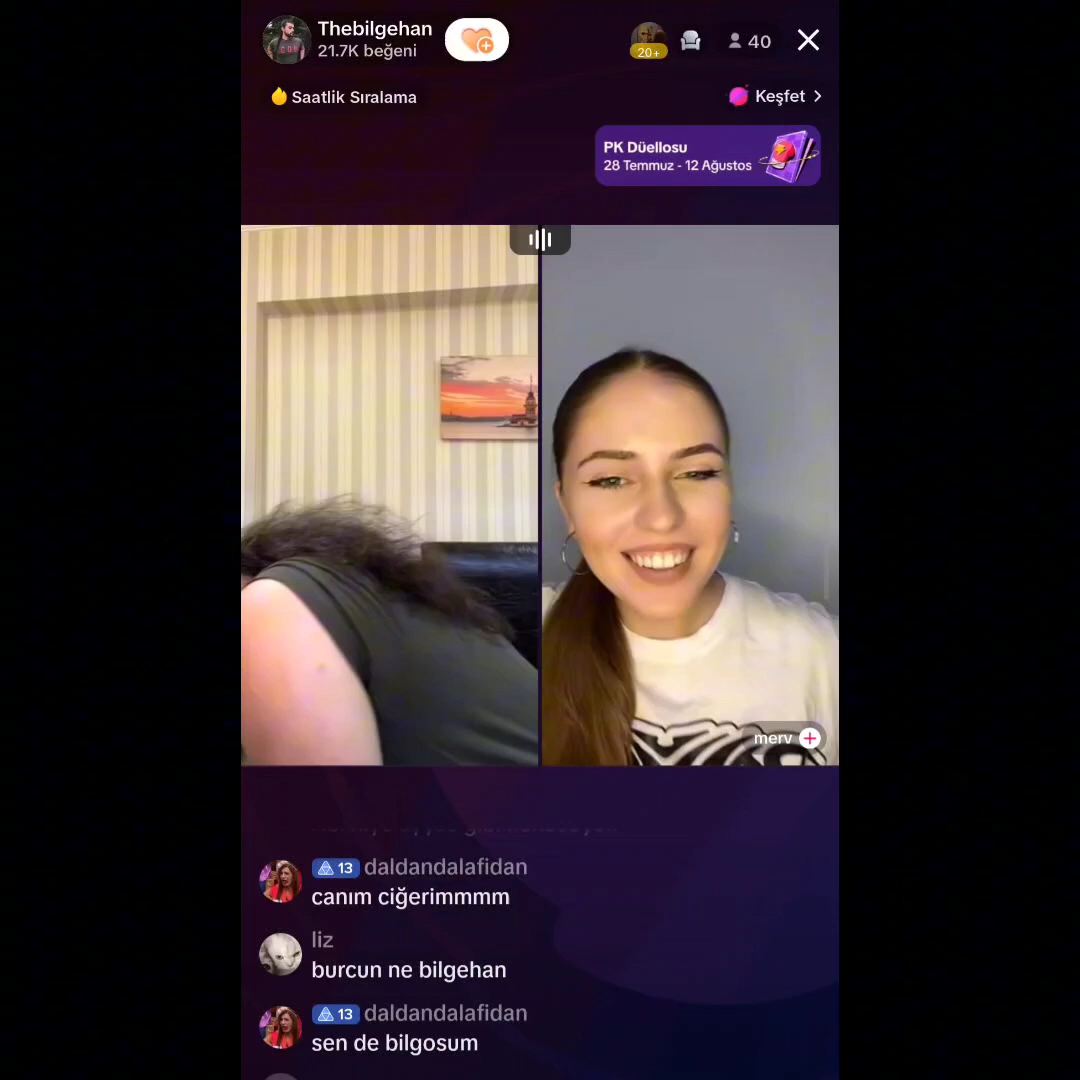 Thebilgehan
21.7K beğeni
20+
40
Saatlik Sıralama
Keşfet
PK Düellosu
28 Temmuz - 12 Ağustos
merv
13 daldandalafidan
canım ciğerimmmm
liz
burcun ne bilgehan
13 daldandalafidan
sen de bilgosum